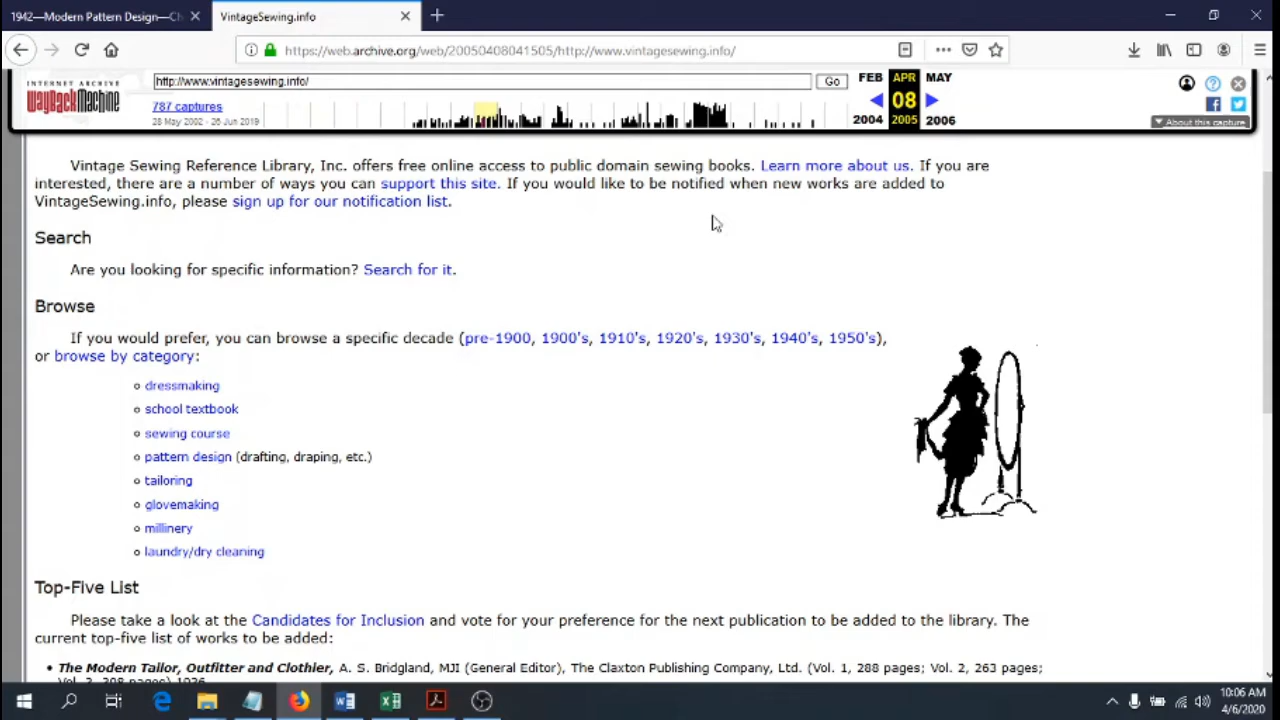 1942—Modern Pattern Design—Ch
VintageSewing.info
https://web.archive.org/web/20050408041505/http://www.vintagesewing.info/
INTERNET ARCHIVE
WayBackMachine
http://www.vintagesewing.info/
Go
FEB APR MAY
787 captures
08
28 May 2002 - 26 Jun 2019
2004 2005 2006
About this capture
Vintage Sewing Reference Library, Inc. offers free online access to public domain sewing books. Learn more about us. If you are
interested, there are a number of ways you can support this site. If you would like to be notified when new works are added to
VintageSewing.info, please sign up for our notification list.
Search
Are you looking for specific information? Search for it.
Browse
If you would prefer, you can browse a specific decade (pre-1900, 1900's, 1910's, 1920's, 1930's, 1940's, 1950's),
or browse by category:
dressmaking
school textbook
sewing course
pattern design (drafting, draping, etc.)
tailoring
glovemaking
millinery
laundry/dry cleaning
Top-Five List
Please take a look at the Candidates for Inclusion and vote for your preference for the next publication to be added to the library. The
current top-five list of works to be added:
• The Modern Tailor, Outfitter and Clothier, A. S. Bridgland, MJI (General Editor), The Claxton Publishing Company, Ltd. (Vol. 1, 288 pages; Vol. 2, 263 pages;
10:06 AM
4/6/2020